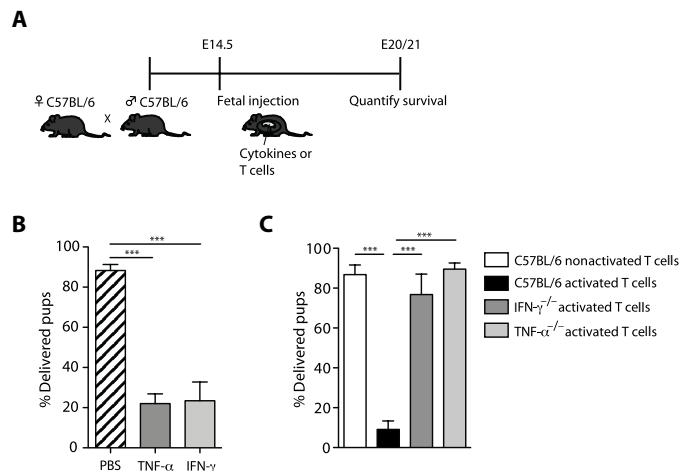 A
E14.5
E20/21
♀ C57BL/6
x
♂ C57BL/6
Fetal injection
Quantify survival
Cytokines or
T cells
B
% Delivered pups
100
80
60
40
20
0
***
***
PBS
TNF-α
IFN-γ
C
% Delivered pups
100
80
60
40
20
0
***
***
***
C57BL/6 nonactivated T cells
C57BL/6 activated T cells
IFN-γ⁻/⁻ activated T cells
TNF-α⁻/⁻ activated T cells